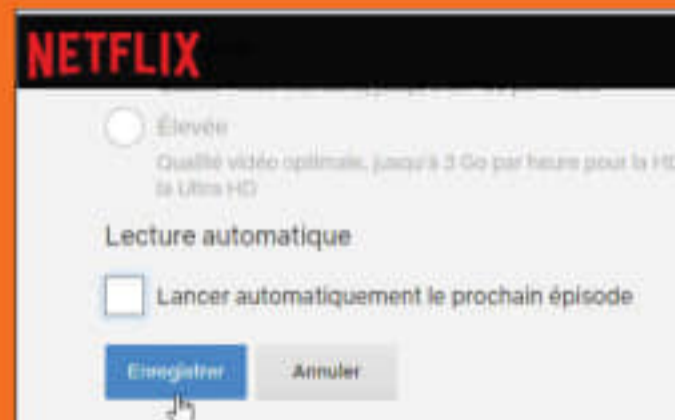 NETFLIX
Élevée
Qualité vidéo optimale, jusqu'à 3 Go par heure pour la HD
la Ultra HD
Lecture automatique
Lancer automatiquement le prochain épisode
Enregistrer
Annuler